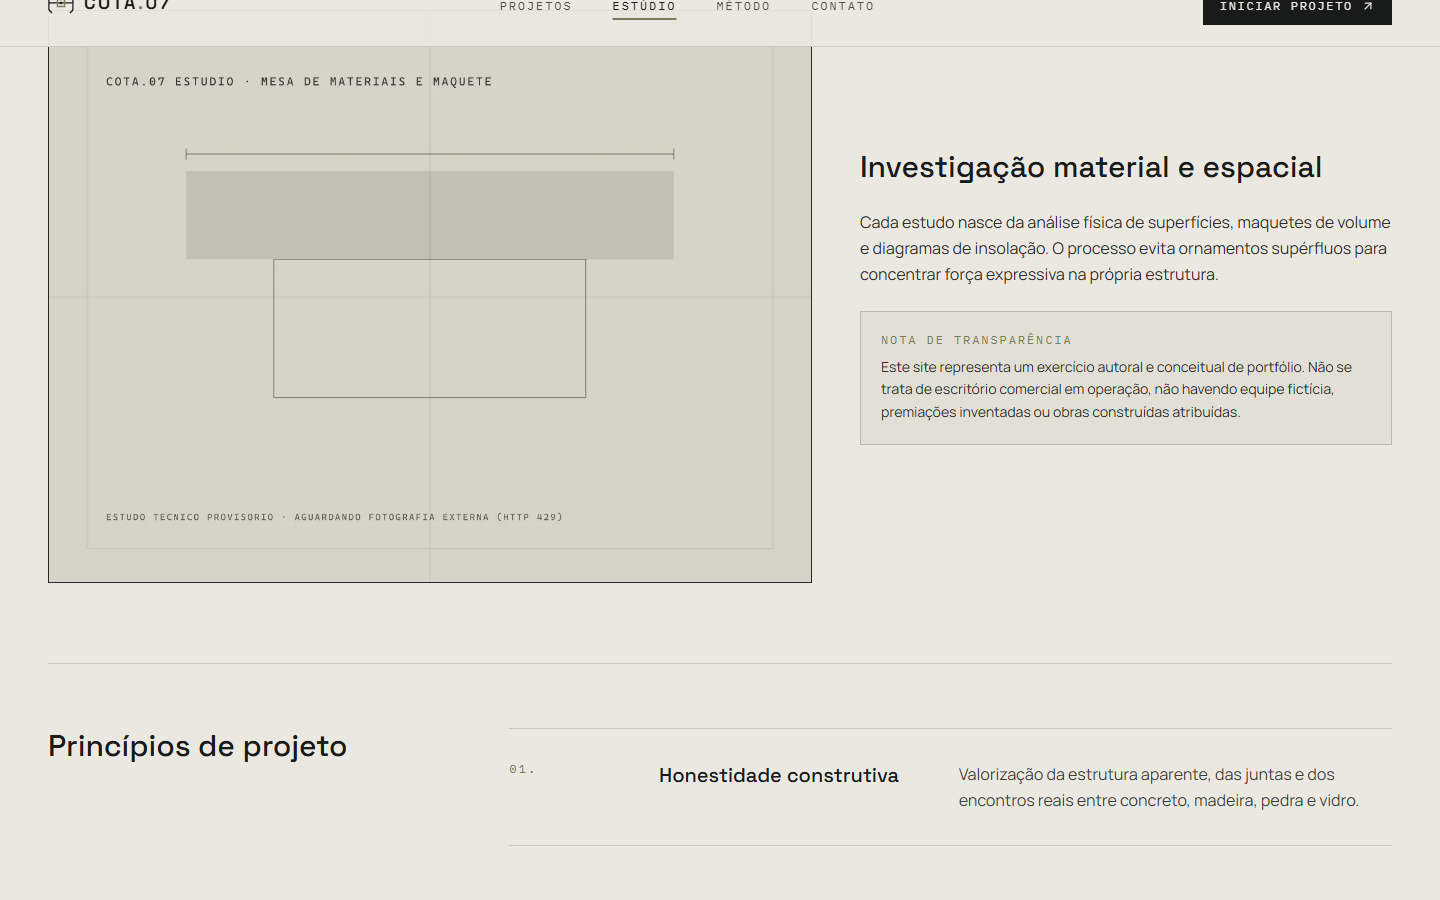 COTA.07
PROJETOS
ESTÚDIO
MÉTODO
CONTATO
INICIAR PROJETO
COTA.07 ESTUDIO · MESA DE MATERIAIS E MAQUETE
ESTUDO TECNICO PROVISORIO · AGUARDANDO FOTOGRAFIA EXTERNA (HTTP 429)
Investigação material e espacial
Cada estudo nasce da análise física de superfícies, maquetes de volume
e diagramas de insolação. O processo evita ornamentos supérfluos para
concentrar força expressiva na própria estrutura.
NOTA DE TRANSPARÊNCIA
Este site representa um exercício autoral e conceitual de portfólio. Não se
trata de escritório comercial em operação, não havendo equipe fictícia,
premiações inventadas ou obras construídas atribuídas.
Princípios de projeto
01.
Honestidade construtiva
Valorização da estrutura aparente, das juntas e dos
encontros reais entre concreto, madeira, pedra e vidro.